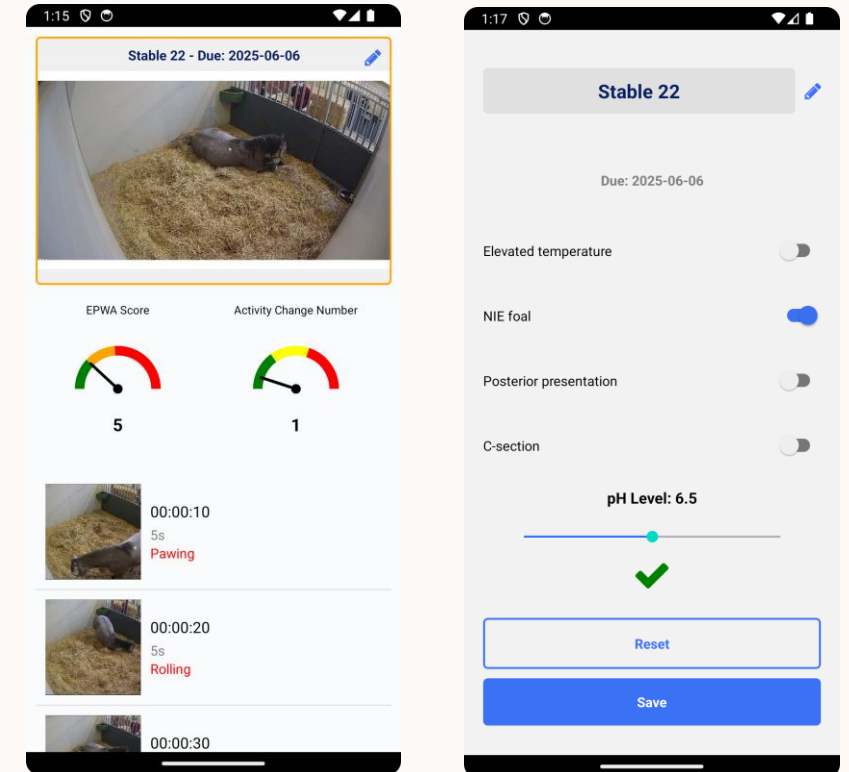 1:15
Stable 22 - Due: 2025-06-06
EPWA Score
Activity Change Number
5
1
00:00:10
5s
Pawing
00:00:20
5s
Rolling
00:00:30
1:17
Stable 22
Due: 2025-06-06
Elevated temperature
NIE foal
Posterior presentation
C-section
pH Level: 6.5
Reset
Save